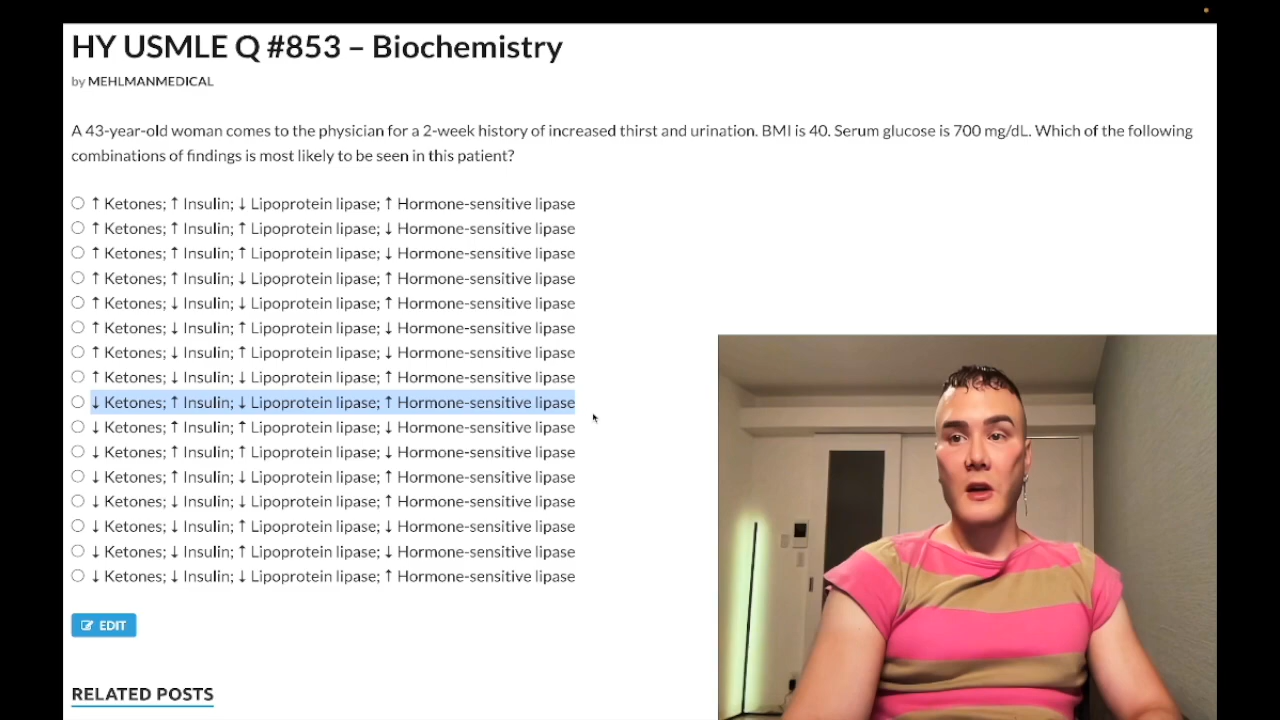 HY USMLE Q #853 – Biochemistry
by MEHLMANMEDICAL
A 43-year-old woman comes to the physician for a 2-week history of increased thirst and urination. BMI is 40. Serum glucose is 700 mg/dL. Which of the following
combinations of findings is most likely to be seen in this patient?
↑ Ketones; ↑ Insulin; ↓ Lipoprotein lipase; ↑ Hormone-sensitive lipase
↑ Ketones; ↑ Insulin; ↑ Lipoprotein lipase; ↓ Hormone-sensitive lipase
↑ Ketones; ↑ Insulin; ↑ Lipoprotein lipase; ↓ Hormone-sensitive lipase
↑ Ketones; ↑ Insulin; ↓ Lipoprotein lipase; ↑ Hormone-sensitive lipase
↑ Ketones; ↓ Insulin; ↓ Lipoprotein lipase; ↑ Hormone-sensitive lipase
↑ Ketones; ↓ Insulin; ↑ Lipoprotein lipase; ↓ Hormone-sensitive lipase
↑ Ketones; ↓ Insulin; ↑ Lipoprotein lipase; ↓ Hormone-sensitive lipase
↑ Ketones; ↓ Insulin; ↓ Lipoprotein lipase; ↑ Hormone-sensitive lipase
↓ Ketones; ↑ Insulin; ↓ Lipoprotein lipase; ↑ Hormone-sensitive lipase
↓ Ketones; ↑ Insulin; ↑ Lipoprotein lipase; ↓ Hormone-sensitive lipase
↓ Ketones; ↑ Insulin; ↑ Lipoprotein lipase; ↓ Hormone-sensitive lipase
↓ Ketones; ↑ Insulin; ↓ Lipoprotein lipase; ↑ Hormone-sensitive lipase
↓ Ketones; ↓ Insulin; ↓ Lipoprotein lipase; ↑ Hormone-sensitive lipase
↓ Ketones; ↓ Insulin; ↑ Lipoprotein lipase; ↓ Hormone-sensitive lipase
↓ Ketones; ↓ Insulin; ↑ Lipoprotein lipase; ↓ Hormone-sensitive lipase
↓ Ketones; ↓ Insulin; ↓ Lipoprotein lipase; ↑ Hormone-sensitive lipase
EDIT
RELATED POSTS